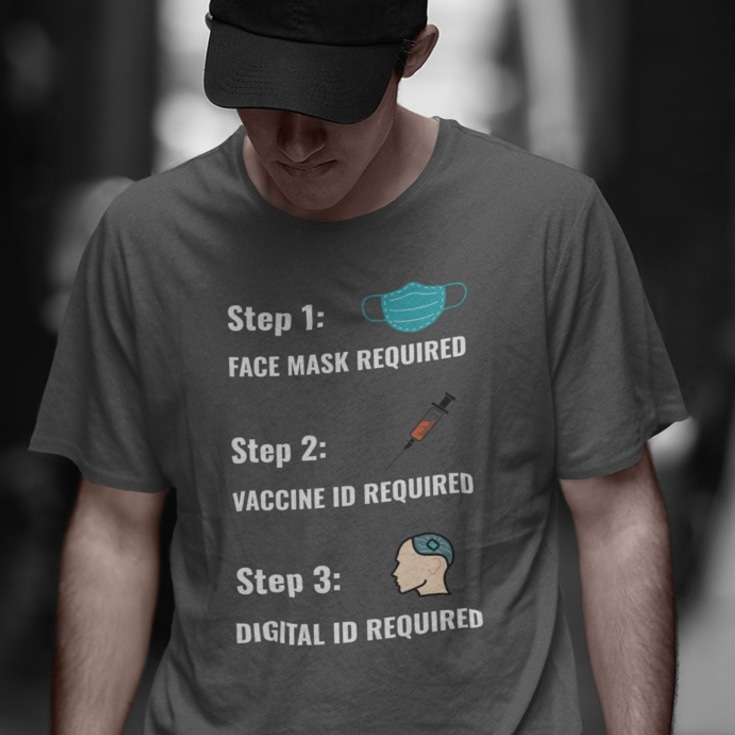 Step 1:
FACE MASK REQUIRED
Step 2:
VACCINE ID REQUIRED
Step 3:
DIGITAL ID REQUIRED